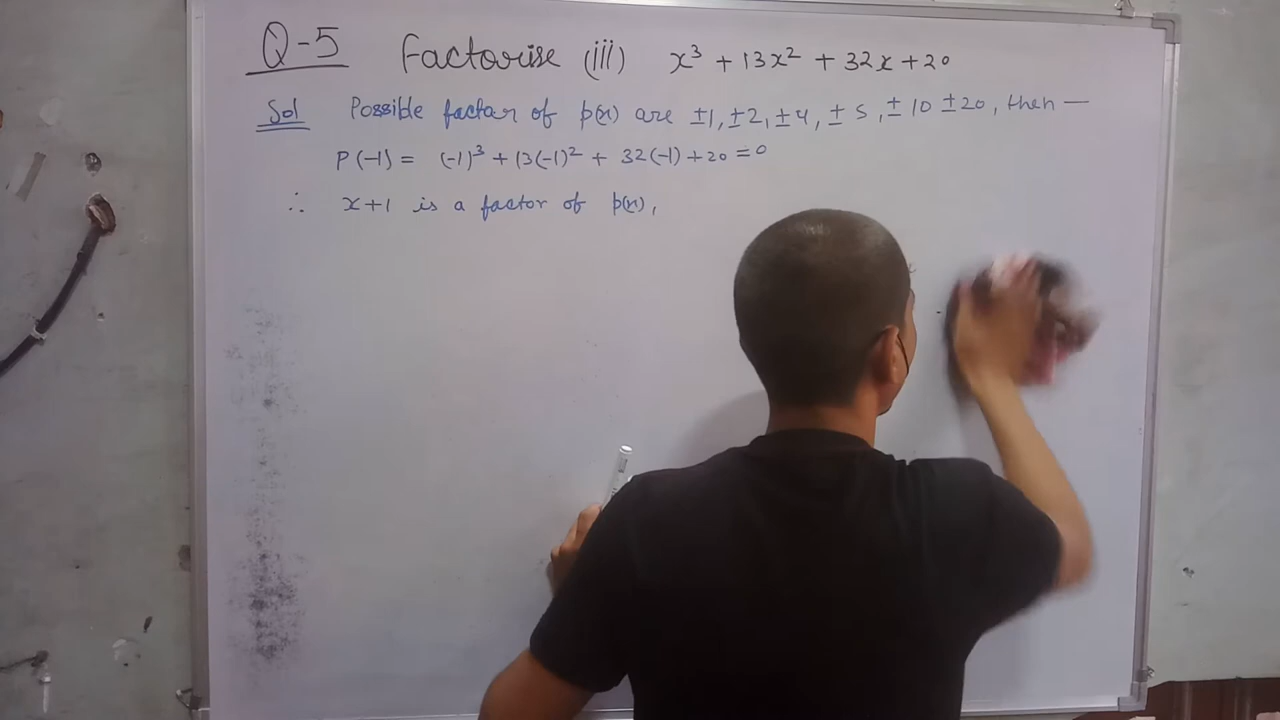 Q-5 Factorise (iii) x³ + 13x² + 32x + 20
Sol Possible factor of p(x) are ±1, ±2, ±4, ± 5, ± 10 ±20, then —
P(-1) = (-1)³ + 13(-1)² + 32(-1) + 20 = 0
∴ x+1 is a factor of p(x),